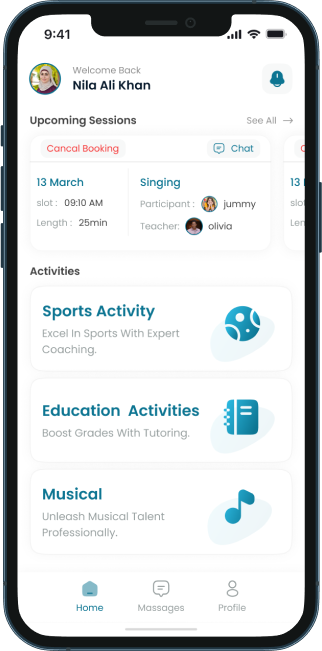 9:41
Welcome Back
Nila Ali Khan
Upcoming Sessions
See All
Cancal Booking
Chat
13 March
Singing
slot : 09:10 AM
Participant : jummy
Length : 25min
Teacher: olivia
C
13
slot
Len
Activities
Sports Activity
Excel In Sports With Expert
Coaching.
Education Activities
Boost Grades With Tutoring.
Musical
Unleash Musical Talent
Professionally.
Home
Massages
Profile